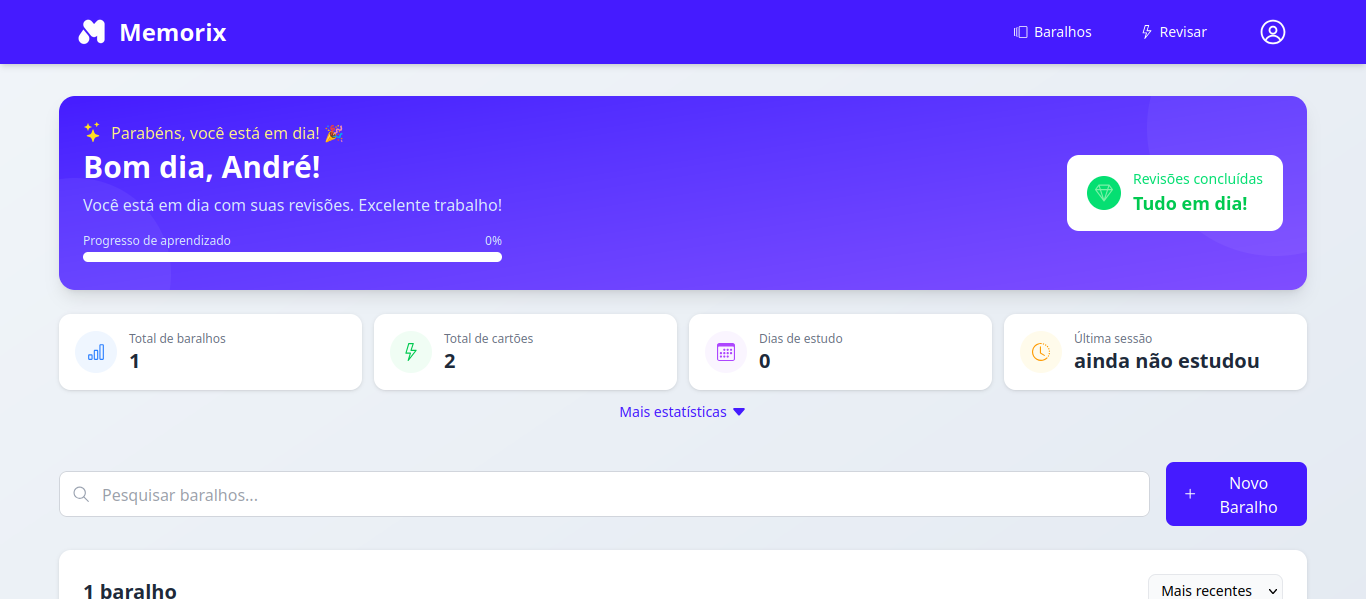 Memorix
Baralhos
Revisar
Parabéns, você está em dia! 🎉
Bom dia, André!
Você está em dia com suas revisões. Excelente trabalho!
Progresso de aprendizado 0%
Revisões concluídas
Tudo em dia!
Total de baralhos
1
Total de cartões
2
Dias de estudo
0
Última sessão
ainda não estudou
Mais estatísticas
Pesquisar baralhos...
Novo
Baralho
1 baralho
Mais recentes